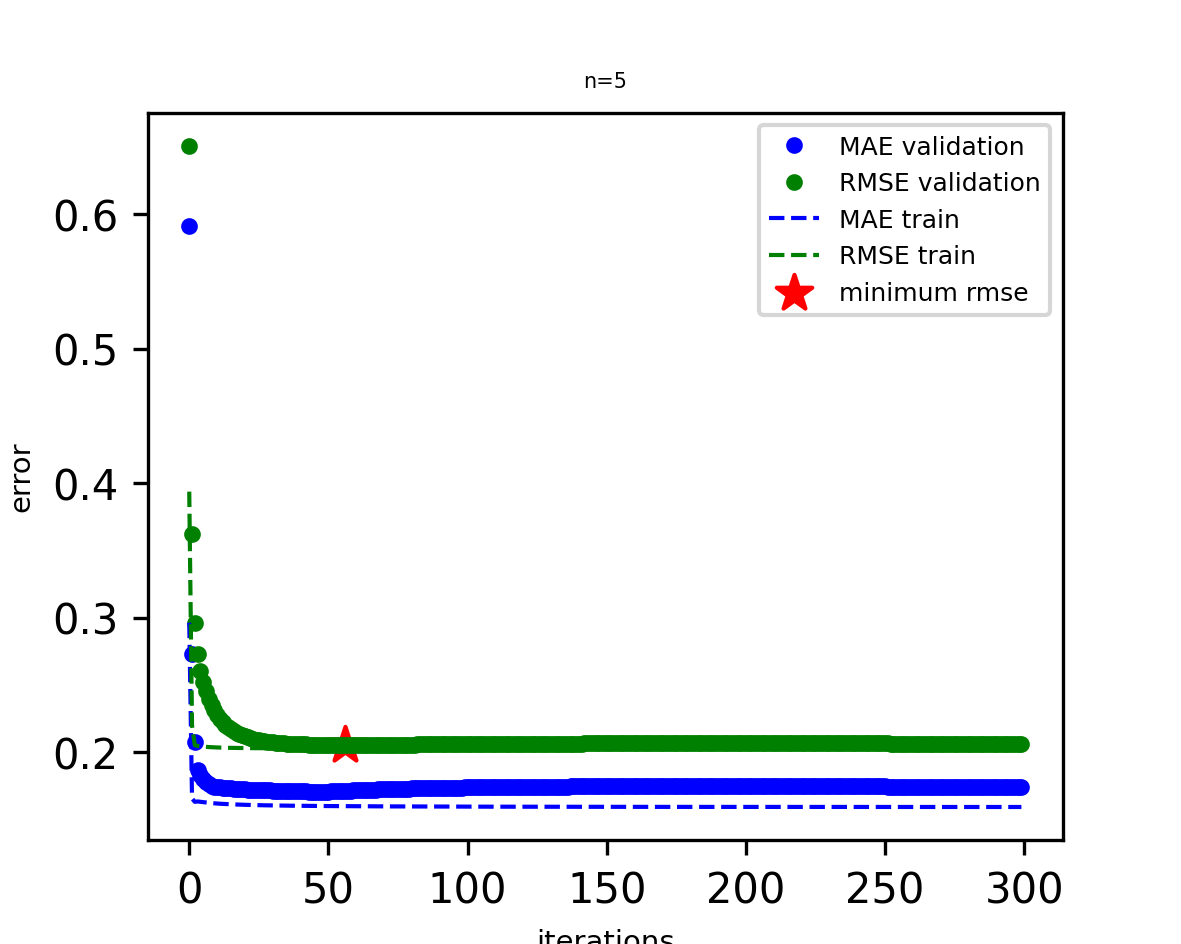 n=5
MAE validation
RMSE validation
MAE train
RMSE train
minimum rmse
error
0.6
0.5
0.4
0.3
0.2
0 50 100 150 200 250 300
iterations